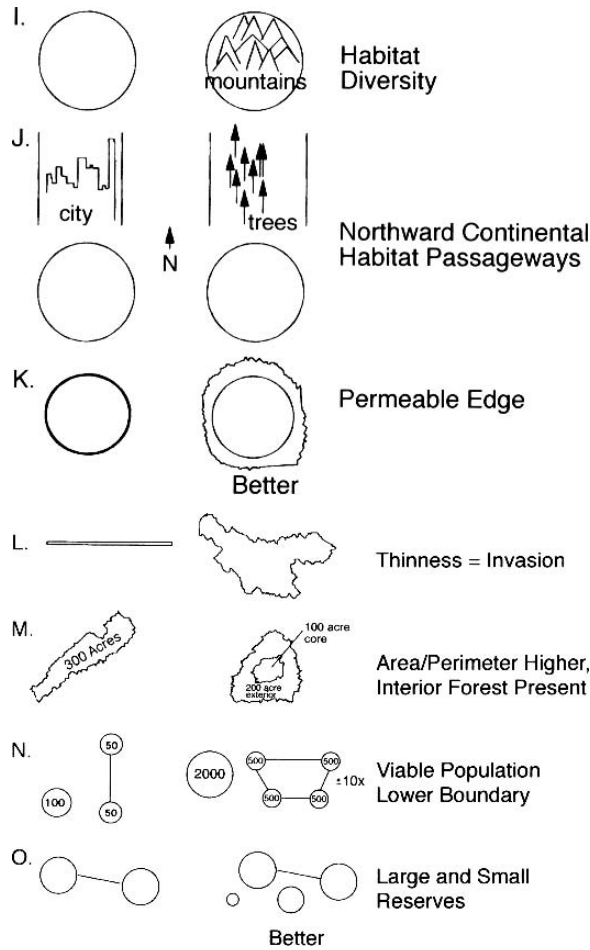 I.
mountains
Habitat
Diversity
J.
city
trees
N
Northward Continental
Habitat Passageways
K.
Permeable Edge
Better
L.
Thinness = Invasion
M.
300 Acres
100 acre
core
200 acre
exterior
Area/Perimeter Higher,
Interior Forest Present
N.
50
100
50
2000
500
500
500
500
±10x
Viable Population
Lower Boundary
O.
Large and Small
Reserves
Better